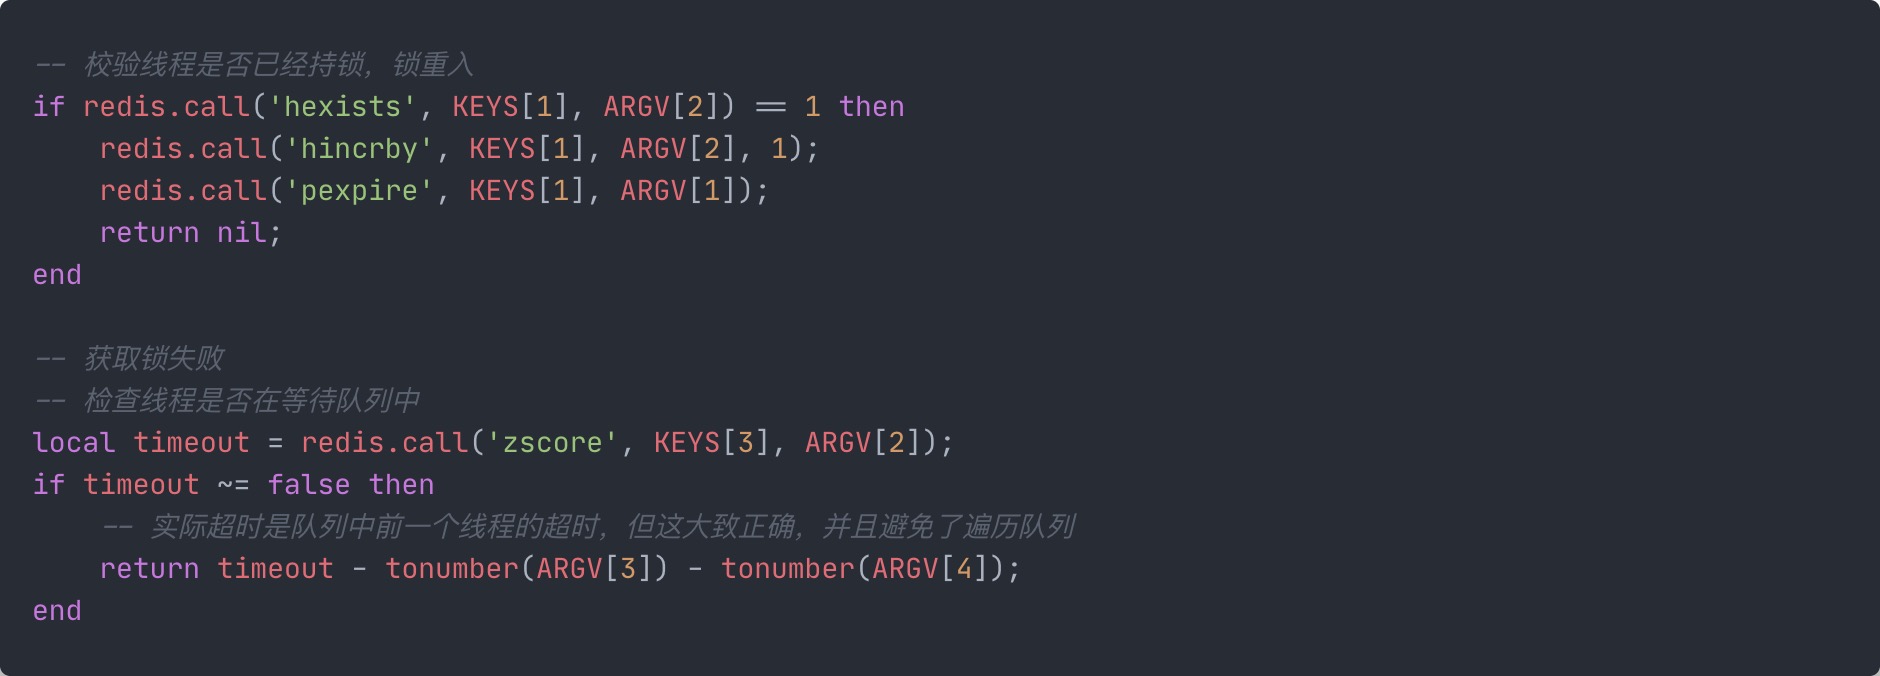 -- 校验线程是否已经持锁，锁重入
if redis.call('hexists', KEYS[1], ARGV[2]) == 1 then
    redis.call('hincrby', KEYS[1], ARGV[2], 1);
    redis.call('pexpire', KEYS[1], ARGV[1]);
    return nil;
end

-- 获取锁失败
-- 检查线程是否在等待队列中
local timeout = redis.call('zscore', KEYS[3], ARGV[2]);
if timeout ~= false then
    -- 实际超时是队列中前一个线程的超时，但这大致正确，并且避免了遍历队列
    return timeout - tonumber(ARGV[3]) - tonumber(ARGV[4]);
end